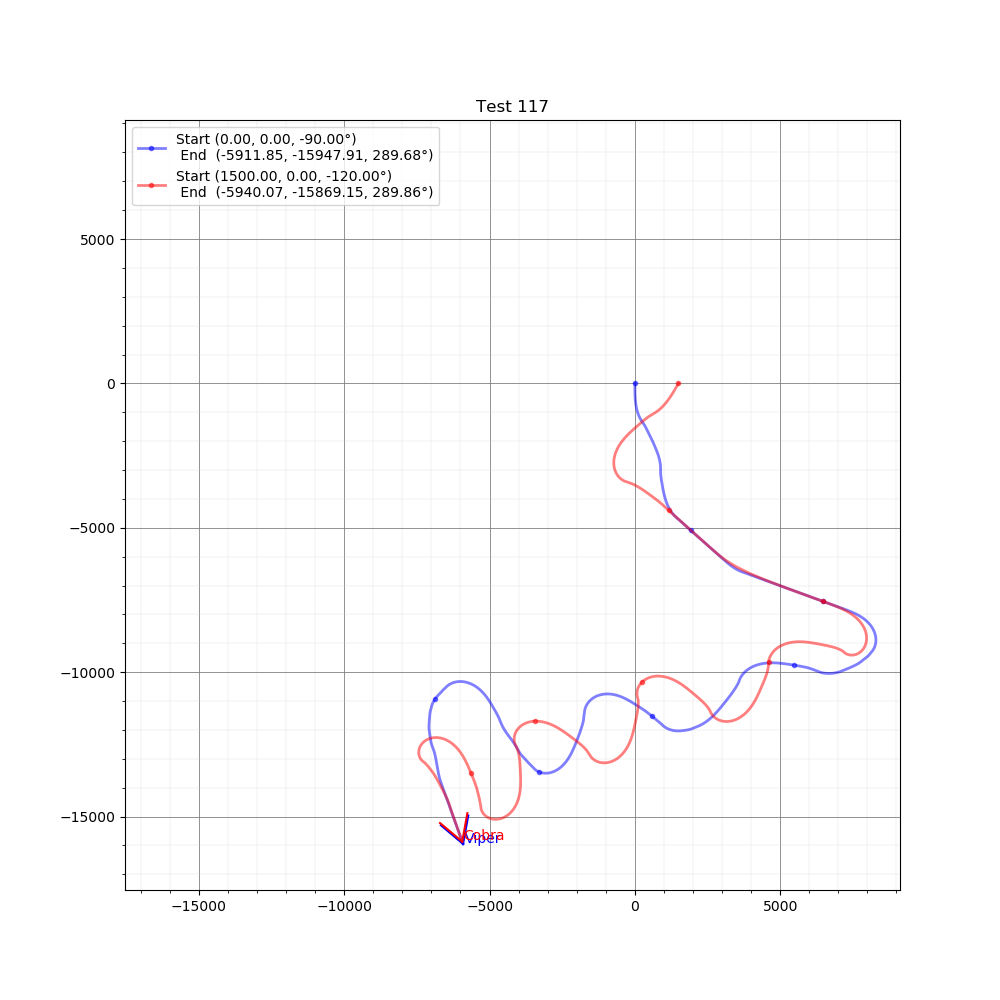 Test 117
Start (0.00, 0.00, -90.00°)
End (-5911.85, -15947.91, 289.68°)
Start (1500.00, 0.00, -120.00°)
End (-5940.07, -15869.15, 289.86°)
5000
0
−5000
−10000
−15000
Cobra
Viper
−15000 −10000 −5000 0 5000